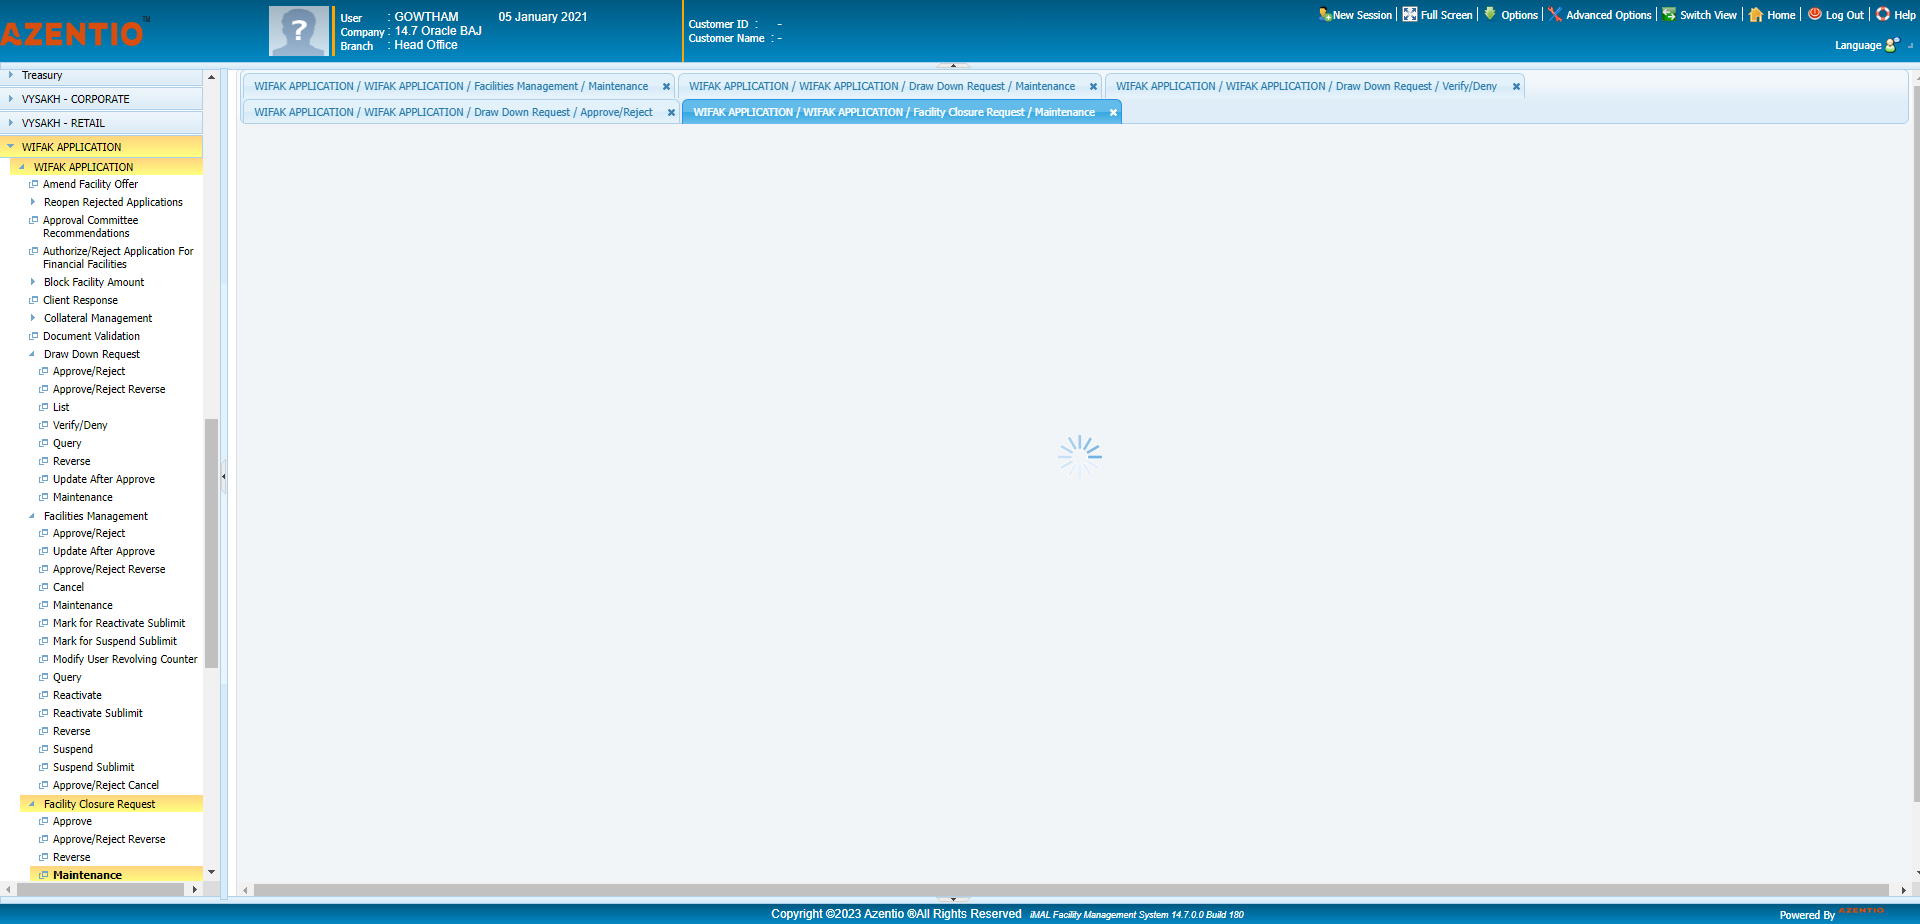 AZENTIO™
User : GOWTHAM 05 January 2021
Company : 14.7 Oracle BAJ
Branch : Head Office
Customer ID : -
Customer Name : -
New Session Full Screen Options Advanced Options Switch View Home Log Out Help
Language
Treasury
VYSAKH - CORPORATE
VYSAKH - RETAIL
WIFAK APPLICATION
WIFAK APPLICATION
Amend Facility Offer
Reopen Rejected Applications
Approval Committee
Recommendations
Authorize/Reject Application For
Financial Facilities
Block Facility Amount
Client Response
Collateral Management
Document Validation
Draw Down Request
Approve/Reject
Approve/Reject Reverse
List
Verify/Deny
Query
Reverse
Update After Approve
Maintenance
Facilities Management
Approve/Reject
Update After Approve
Approve/Reject Reverse
Cancel
Maintenance
Mark for Reactivate Sublimit
Mark for Suspend Sublimit
Modify User Revolving Counter
Query
Reactivate
Reactivate Sublimit
Reverse
Suspend
Suspend Sublimit
Approve/Reject Cancel
Facility Closure Request
Approve
Approve/Reject Reverse
Reverse
Maintenance
WIFAK APPLICATION / WIFAK APPLICATION / Facilities Management / Maintenance
WIFAK APPLICATION / WIFAK APPLICATION / Draw Down Request / Maintenance
WIFAK APPLICATION / WIFAK APPLICATION / Draw Down Request / Verify/Deny
WIFAK APPLICATION / WIFAK APPLICATION / Draw Down Request / Approve/Reject
WIFAK APPLICATION / WIFAK APPLICATION / Facility Closure Request / Maintenance
Copyright ©2023 Azentio ®All Rights Reserved iMAL Facility Management System 14.7.0.0 Build 180
Powered By AZENTIO